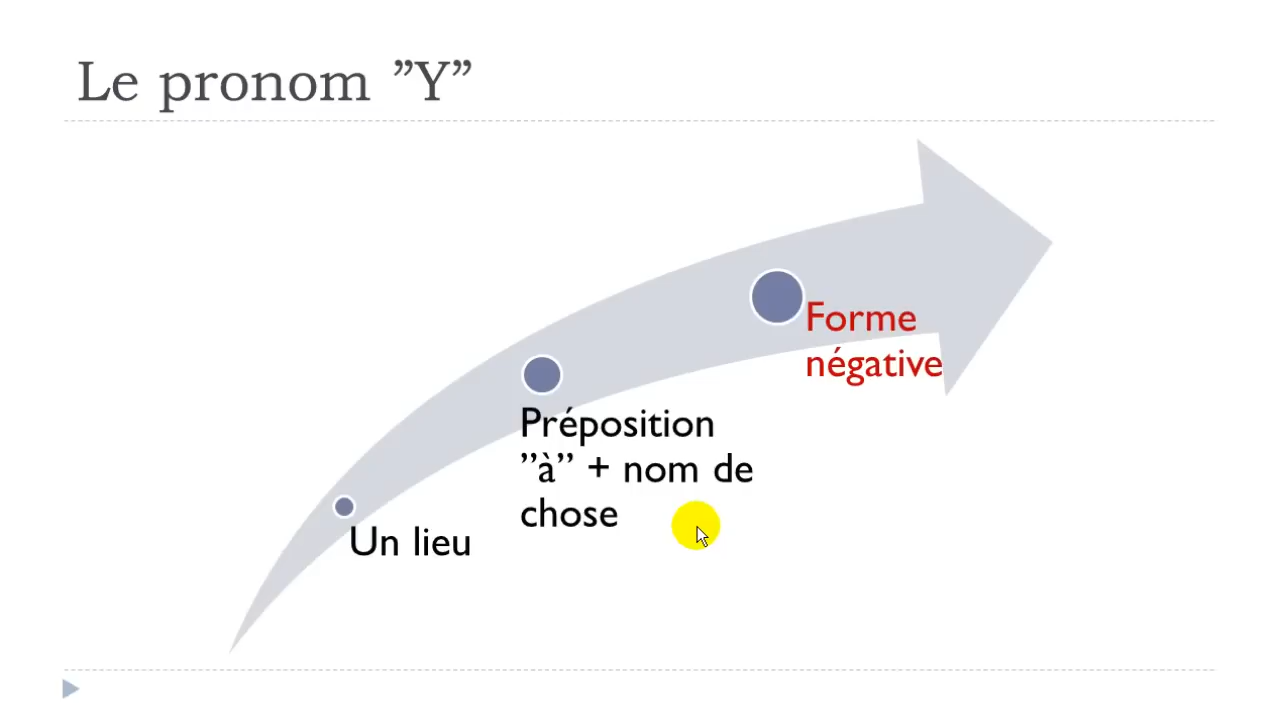 Le pronom ”Y”
Forme
négative
Préposition
”à” + nom de
chose
Un lieu